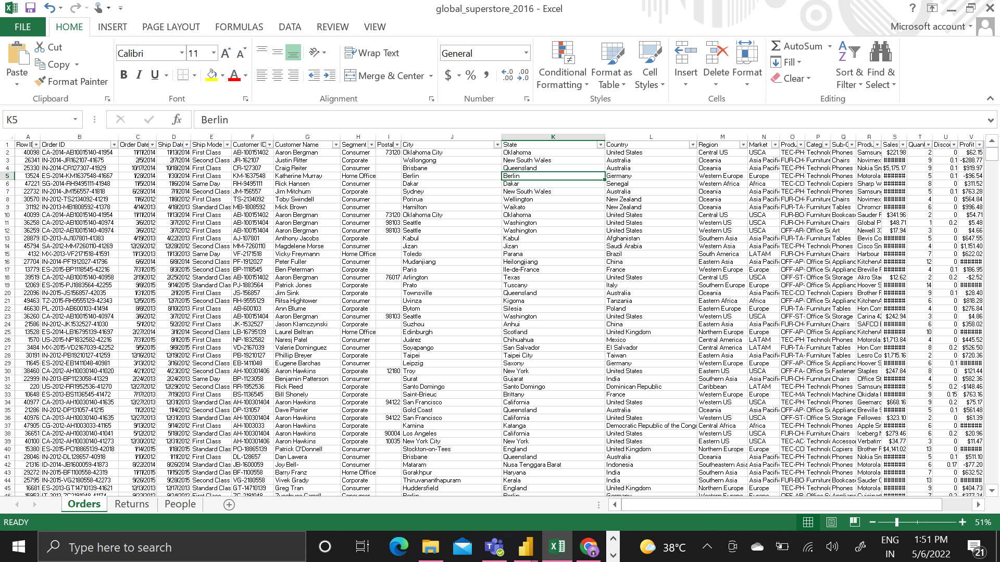 global_superstore_2016 - Excel
FILE HOME INSERT PAGE LAYOUT FORMULAS DATA REVIEW VIEW Microsoft account
Cut
Copy
Format Painter
Paste
Clipboard
Calibri 11
B I U
Font
Wrap Text
Merge & Center
Alignment
General
$ % ,
Number
Conditional Formatting
Format as Table
Cell Styles
Styles
Insert Delete Format
Cells
AutoSum
Fill
Clear
Sort & Filter
Find & Select
Editing
K5 fx Berlin
A B C D E F G H I J K L M N O P Q R S T U V
1 Row ID Order ID Order Date Ship Date Ship Mode Customer ID Customer Name Segment Postal City State Country Region Market Produ Categ Sub-C Produ Sales Quant Discou Profit
2 40098 CA-2014-AB10015140-41954 11/11/2014 11/13/2014 First Class AB-100151402 Aaron Bergman Consumer 73120 Oklahoma City Oklahoma United States Central US USCA TEC-PH- Technolo Phones Samsung $221.98 2 0 $62.15
3 26341 IN-2014-JR162107-41675 2/5/2014 2/7/2014 Second Class JR-162107 Justin Ritter Corporate Wollongong New South Wales Australia Oceania Asia Pacific FUR-CH- Furniture Chairs Novimex ###### 9 0.1 -$288.77
4 25330 IN-2014-CR127307-41929 10/17/2014 10/18/2014 First Class CR-127307 Craig Reiter Consumer Brisbane Queensland Australia Oceania Asia Pacific TEC-PH- Technolo Phones Nokia Sm $5,175.17 9 0.1 $919.97
5 13524 ES-2014-KM1637548-41667 1/28/2014 1/30/2014 First Class KM-1637548 Katherine Murray Home Office Berlin Berlin Germany Western Europe Europe TEC-PH- Technolo Phones Motorola ###### 5 0.1 -$96.54
6 47221 SG-2014-RH9495111-41948 11/5/2014 11/6/2014 Same Day RH-9495111 Rick Hansen Consumer Dakar Dakar Senegal Western Africa Africa TEC-CO Technolo Copiers Sharp W ###### 8 0 $311.52
7 22732 IN-2014-JM156557-41818 6/28/2014 7/1/2014 Second Class JM-156557 Jim Mitchum Corporate Sydney New South Wales Australia Oceania Asia Pacific TEC-PH- Technolo Phones Samsung ###### 5 0.1 $763.28
8 30570 IN-2012-TS2134092-41219 11/6/2012 11/8/2012 First Class TS-2134092 Toby Swindell Consumer Porirua Wellington New Zealand Oceania Asia Pacific FUR-CH- Furniture Chairs Novimex ###### 4 0 $564.84
9 31192 IN-2013-MB1808592-41378 4/14/2013 4/18/2013 Standard Clas MB-1808592 Mick Brown Consumer Hamilton Waikato New Zealand Oceania Asia Pacific FUR-TA- Furniture Tables Chromcr ###### 6 0 $996.48
10 40099 CA-2014-AB10015140-41954 11/11/2014 11/13/2014 First Class AB-100151402 Aaron Bergman Consumer 73120 Oklahoma City Oklahoma United States Central US USCA FUR-BO- Furniture Bookcas Sauder F $341.96 2 0 $54.71
11 36258 CA-2012-AB10015140-40974 3/6/2012 3/7/2012 First Class AB-100151404 Aaron Bergman Consumer 98103 Seattle Washington United States Western US USCA FUR-CH- Furniture Chairs Global P $48.71 1 0.2 $5.48
12 36259 CA-2012-AB10015140-40974 3/6/2012 3/7/2012 First Class AB-100151404 Aaron Bergman Consumer 98103 Seattle Washington United States Western US USCA OFF-AR- Office Su Art Newell 33 $17.94 3 0 $4.66
13 28879 ID-2013-AJ107801-41383 4/19/2013 4/22/2013 First Class AJ-107801 Anthony Jacobs Corporate Kabul Kabul Afghanistan Southern Asia Asia Pacific FUR-TA- Furniture Tables Bevis Co ###### 5 0 $647.55
14 45794 SA-2012-MM7260110-41269 12/26/2012 12/28/2012 Second Class MM-7260110 Magdelene Morse Consumer Jizan Jizan Saudi Arabia Western Asia Asia Pacific TEC-PH- Technolo Phones Cisco Sm ###### 4 0 $1,151.40
15 4132 MX-2013-VF2171518-41591 11/13/2013 11/13/2013 Same Day VF-2171518 Vicky Freymann Home Office Toledo Parana Brazil South America LATAM FUR-CH- Furniture Chairs Harbour ###### 7 0 $622.02
16 27704 IN-2014-PF1912027-41796 6/6/2014 6/8/2014 Second Class PF-1912027 Peter Fuller Consumer Mudanjiang Heilongjiang China Eastern Asia Asia Pacific OFF-AP- Office Su Applianc KitchenA ###### 12 0 ######
17 13779 ES-2015-BP1118545-42216 7/31/2015 8/3/2015 Second Class BP-1118545 Ben Peterman Corporate Paris Ile-de-France France Western Europe Europe OFF-AP- Office Su Applianc Breville F ###### 4 0.1 $186.95
18 39519 CA-2012-AB10015140-40958 2/19/2012 2/25/2012 Standard Clas AB-100151402 Aaron Bergman Consumer 76017 Arlington Texas United States Central US USCA OFF-ST- Office Su Storage Akro Stac $12.62 2 0.2 -$2.52
19 12069 ES-2015-PJ1883564-42255 9/8/2015 9/14/2015 Standard Clas PJ-1883564 Patrick Jones Corporate Prato Tuscany Italy Southern Europe Europe OFF-AP- Office Su Applianc Hoover S ###### 14 0 ######
20 22096 IN-2015-JS156857-42035 1/31/2015 2/1/2015 First Class JS-156857 Jim Sink Corporate Townsville Queensland Australia Oceania Asia Pacific TEC-CO Technolo Copiers Brother F ###### 9 0.1 $28.40
21 49463 TZ-2015-RH9555129-42343 12/5/2015 12/7/2015 Second Class RH-9555129 Ritsa Hightower Consumer Uvinza Kigoma Tanzania Eastern Africa Africa OFF-AP- Office Su Applianc KitchenA ###### 6 0 $818.28
22 46630 PL-2013-AB600103-41494 8/8/2013 8/10/2013 First Class AB-600103 Ann Blume Corporate Bytom Silesia Poland Eastern Europe Europe FUR-TA- Furniture Tables Hon Com ###### 4 0 $276.84
23 36260 CA-2012-AB10015140-40974 3/6/2012 3/7/2012 First Class AB-100151404 Aaron Bergman Consumer 98103 Seattle Washington United States Western US USCA OFF-ST- Office Su Storage Carina 42 $242.94 3 0 $4.86
24 21586 IN-2012-JK1532527-41030 5/1/2012 5/2/2012 First Class JK-1532527 Jason Klamczynski Corporate Suzhou Anhui China Eastern Asia Asia Pacific FUR-CH- Furniture Chairs SAFCO E ###### 6 0 $358.02
25 13528 ES-2014-LB16795139-41697 2/27/2014 3/1/2014 Second Class LB-16795139 Laurel Beltran Home Office Edinburgh Scotland United Kingdom Northern Europe Europe OFF-AP- Office Su Applianc KitchenA ###### 10 0 ######
26 1570 US-2015-NP1832582-42216 7/31/2015 8/1/2015 First Class NP-1832582 Naresj Patel Consumer Juárez Chihuahua Mexico Central America LATAM TEC-PH- Technolo Phones Motorola $1,713.84 4 0 $445.52
27 3484 MX-2015-VD2167039-42252 9/5/2015 9/8/2015 First Class VD-2167039 Valerie Dominguez Consumer Soyapango San Salvador El Salvador Central America LATAM FUR-TA- Furniture Tables Hon Com ###### 8 0.2 $526.50
28 30191 IN-2012-PB19210127-41259 12/16/2012 12/19/2012 First Class PB-19210127 Phillip Breyer Corporate Taipei Taipei City Taiwan Eastern Asia Asia Pacific FUR-TA- Furniture Tables Lesro Co $1,715.16 2 0 $720.36
29 11645 ES-2012-EB1411048-40981 3/13/2012 3/16/2012 Second Class EB-1411048 Eugene Barchas Consumer Leipzig Saxony Germany Western Europe Europe OFF-AP- Office Su Applianc Hoover S ###### 6 0.1 ######
30 38460 CA-2012-AH10030140-41020 4/21/2012 4/23/2012 Second Class AH-100301406 Aaron Hawkins Corporate 12180 Troy New York United States Eastern US USCA OFF-FA- Office Su Fastener Staples $247.84 8 0 $121.44
31 22999 IN-2013-BP1123058-41329 2/24/2013 2/24/2013 Same Day BP-1123058 Benjamin Patterson Consumer Surat Gujarat India Southern Asia Asia Pacific FUR-CH- Furniture Chairs Office St ###### 4 0 $582.36
32 220 US-2012-RR1952536-41270 12/27/2012 12/29/2012 Second Class RR-1952536 Rick Reed Corporate Santo Domingo Santo Domingo Dominican Republic Caribbean LATAM TEC-PH- Technolo Phones Samsung ###### 5 0.2 -$148.46
33 10648 ES-2013-BS1136545-41472 7/17/2013 7/19/2013 First Class BS-1136545 Bill Shonely Corporate Saint-Brieuc Brittany France Western Europe Europe TEC-MA Technolo Machine Okidata I ###### 9 0.15 $763.16
34 40977 CA-2013-AH10030140-41635 12/27/2013 12/31/2013 Standard Clas AH-100301404 Aaron Hawkins Corporate 94122 San Francisco California United States Western US USCA TEC-PH- Technolo Phones Geemarc $668.16 9 0.2 $75.17
35 21286 IN-2012-DP131057-41215 11/2/2012 11/4/2012 Second Class DP-131057 Dave Poirier Corporate Gold Coast Queensland Australia Oceania Asia Pacific OFF-AP- Office Su Applianc Breville S ###### 5 0.1 $561.48
36 40976 CA-2013-AH10030140-41635 12/27/2013 12/31/2013 Standard Clas AH-100301404 Aaron Hawkins Corporate 94122 San Francisco California United States Western US USCA OFF-ST- Office Su Storage Fellowes $323.10 2 0 $61.39
37 47905 CG-2012-AH1003033-41165 9/13/2012 9/14/2012 First Class AH-1003033 Aaron Hawkins Corporate Kamina Katanga Democratic Republic of the Congo Central Africa Africa TEC-PH- Technolo Phones Apple Sm ###### 6 0 ######
38 36651 CA-2012-AH10030140-41041 5/12/2012 5/18/2012 Standard Clas AH-100301404 Aaron Hawkins Corporate 90004 Los Angeles California United States Western US USCA FUR-CH- Furniture Chairs Iceberg N $279.46 6 0.2 $20.96
39 40100 CA-2012-AH10030140-41273 12/30/2012 12/31/2012 First Class AH-100301406 Aaron Hawkins Corporate 10035 New York City New York United States Eastern US USCA TEC-AC- Technolo Accessor Verbatim $34.77 3 0 $11.47
40 15380 ES-2015-PO18865139-42018 1/14/2015 1/18/2015 Standard Clas PO-18865139 Patrick O'Donnell Consumer Stockton-on-Tees England United Kingdom Northern Europe Europe TEC-CO Technolo Copiers Brother F $4,141.02 13 0 ######
41 28046 IN-2012-DL128657-40918 1/10/2012 1/11/2012 First Class DL-128657 Dan Lawera Consumer Brisbane Queensland Australia Oceania Asia Pacific TEC-PH- Technolo Phones Nokia Sm ###### 5 0.1 $511.10
42 21316 ID-2014-JB1600059-41873 8/22/2014 8/26/2014 Standard Clas JB-1600059 Joy Bell- Consumer Mataram Nusa Tenggara Barat Indonesia Southeastern Asia Asia Pacific TEC-PH- Technolo Phones Motorola ###### 6 0.17 -$77.20
43 29272 IN-2015-BF1100558-42319 11/11/2015 11/15/2015 Standard Clas BF-1100558 Barry Franz Home Office Gorakhpur Haryana India Southern Asia Asia Pacific TEC-PH- Technolo Phones Motorola ###### 7 0 $632.52
44 25795 IN-2015-VG2180558-42273 9/26/2015 9/28/2015 Second Class VG-2180558 Vivek Grady Corporate Thiruvananthapuram Kerala India Southern Asia Asia Pacific FUR-BO- Furniture Bookcas Sauder C ###### 13 0 ######
45 16681 ES-2013-GT14710139-41621 12/13/2013 12/17/2013 Standard Clas GT-14710139 Greg Tran Consumer Huddersfield England United Kingdom Northern Europe Europe TEC-PH- Technolo Phones Motorola ###### 9 0 $404.73
Orders Returns People
READY 51%
Type here to search 38°C ENG IN 1:51 PM 5/6/2022 21